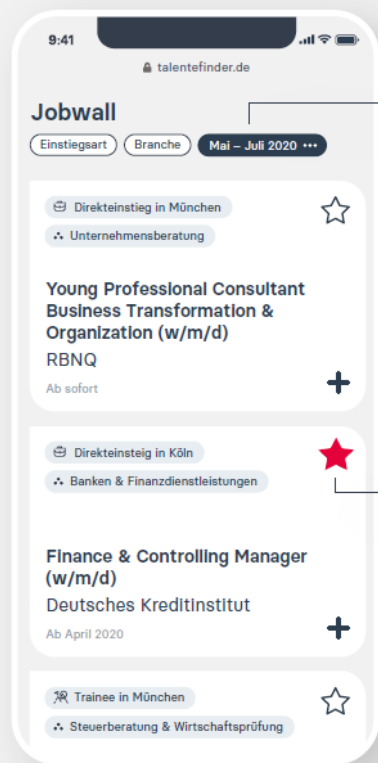 9:41
talentefinder.de
Jobwall
Einstiegsart Branche Mai – Juli 2020 •••
Direkteinstieg in München
Unternehmensberatung
Young Professional Consultant
Business Transformation &
Organization (w/m/d)
RBNQ
Ab sofort
Direkteinsteig in Köln
Banken & Finanzdienstleistungen
Finance & Controlling Manager
(w/m/d)
Deutsches Kreditinstitut
Ab April 2020
Trainee in München
Steuerberatung & Wirtschaftsprüfung